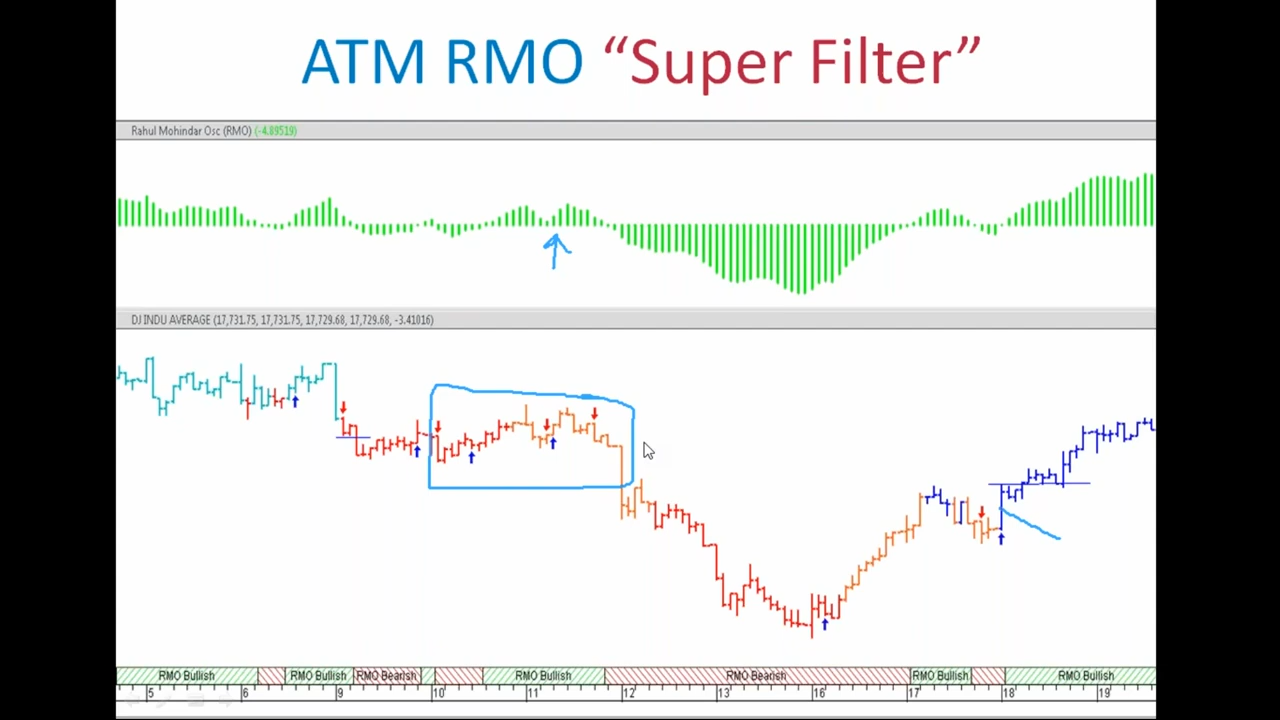 ATM RMO “Super Filter”
Rahul Mohindar Osc (RMO) (-4.89519)
DJ INDU AVERAGE (17,731.75, 17,731.75, 17,729.68, 17,729.68, -3.41016)
RMO Bullish RMO Bullish RMO Bearish RMO Bullish RMO Bearish RMO Bullish RMO Bullish
5 6 9 10 11 12 13 16 17 18 19